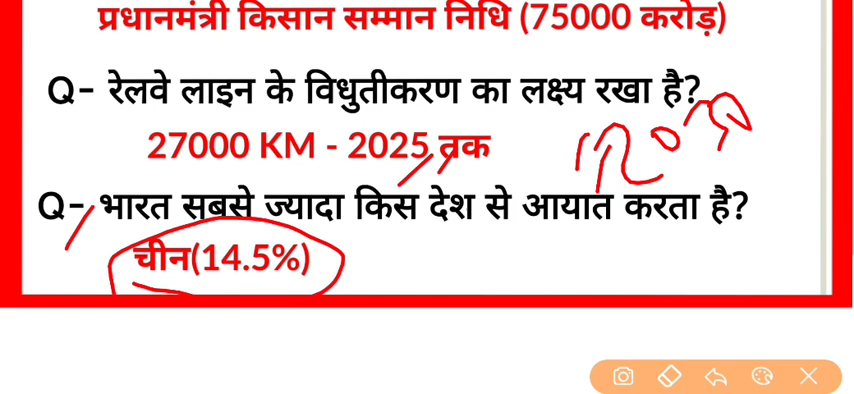 प्रधानमंत्री किसान सम्मान निधि (75000 करोड़)
Q- रेलवे लाइन के विधुतीकरण का लक्ष्य रखा है?
27000 KM - 2025 तक
Q- भारत सबसे ज्यादा किस देश से आयात करता है?
चीन(14.5%)